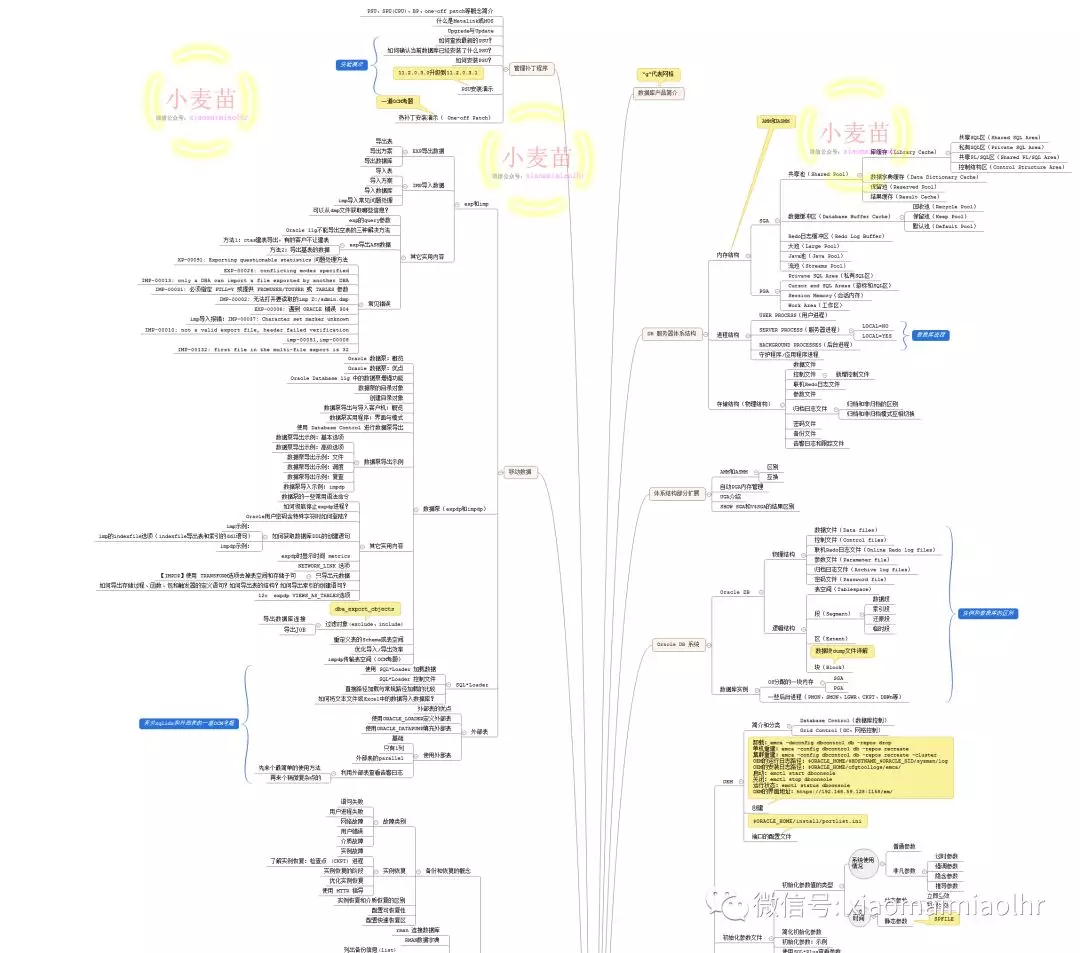 PSU、SPU(CPU)、BP、one-off patch等概念简介
什么是Metalink或MOS
Upgrade与Update
如何查找最新的PSU?
如何确认当前数据库已经安装了什么PSU?
如何安装PSU?
11.2.0.3.0升级到11.2.0.3.1
PSU安装演示
一道OCM考题
热补丁安装演示（ One-off Patch）
管理补丁程序
小麦苗
小麦苗
小麦苗
导出表
导出方案
导出数据库
EXP导出数据
导入表
导入方案
导入数据库
IMP导入数据
imp导入常见问题处理
可以从dmp文件获取哪些信息?
exp和imp
exp的query参数
Oracle 11g不能导出空表的三种解决方法
方法1：ctas建表导出，有的客户不让建表
方法2：导出基表的数据
exp导出ASH数据
其它实用内容
XP-00091: Exporting questionable statistics 问题处理方法
EXP-00026: conflicting modes specified
IMP-00013: only a DBA can import a file exported by another DBA
IMP-00031: 必须指定 FULL=Y 或提供 FROMUSER/TOUSER 或 TABLES 参数
IMP-00002: 无法打开要读取的imp D:/admin.dmp
EXP-00008: 遇到 ORACLE 错误 904
imp导入报错：IMP-00037: Character set marker unknown
IMP-00010: not a valid export file, header failed verification
imp-00051,imp-00008
IMP-00132: first file in the multi-file export is 32
常见错误
Oracle 数据泵：概览
Oracle 数据泵：优点
Oracle Database 11g 中的数据泵增强功能
数据泵的目录对象
创建目录对象
数据泵导出与导入客户机：概览
数据泵实用程序：界面与模式
使用 Database Control 进行数据泵导出
数据泵导出示例：基本选项
数据泵导出示例：高级选项
数据泵导出示例：文件
数据泵导出示例：调度
数据泵导出示例：复查
数据泵导入示例：impdp
数据泵导出示例
移动数据
数据泵的一些常用语法命令
如何彻底停止expdp进程?
Oracle用户密码含特殊字符时的问登陆?
数据泵（expdp和impdp）
imp示例：
imp的indexfile选项（indexfile导出表和索引的ddl语句）
impdp示例：
如何获取数据库DDL的创建语句
其它实用内容
expdp时显示时间 metrics
NETWORK_LINK 选项
【IMPDP】使用 TRANSFORM选项去掉表空间和存储子句
只导出元数据
如何导出存储过程、函数、包和触发器的定义语句?如何导出表的结构?如何导出索引的创建语句?
12c expdp VIEWS_AS_TABLES选项
dba_export_objects
导出数据库连接
导出JOB
过滤对象（exclude、include）
重定义表的Schema或表空间
优化导入/导出效率
impdp传输表空间（OCM考题）
使用 SQL*Loader 加载数据
SQL*Loader 控制文件
直接路径加载与常规路径加载的比较
如何将文本文件或Excel中的数据导入数据库?
SQL*Loader
外部表的优点
使用ORACLE_LOADER定义外部表
使用ORACLE_DATAPUMP填充外部表
外部表
基础
只有1列
外部表的parallel
使用外部表
先来个最简单的使用方法
再来个稍微复杂点的
利用外部表查看告警日志
语句失败
用户进程失败
网络故障
用户错误
介质故障
实例故障
故障类别
了解实例恢复：检查点 (CKPT) 进程
实例恢复的阶段
优化实例恢复
使用 MTTR 指导
实例恢复
备份和恢复的概念
实例恢复和介质恢复的区别
配置可恢复性
配置快速恢复区
rman 连接数据库
RMAN数据字典
列出备份信息(list)
"g"代表网格
数据库产品简介
AMM和ASMM
共享SQL区（Shared SQL Area）
私有SQL区（Private SQL Area）
共享PL/SQL区（Shared PL/SQL Area）
控制结构区（Control Structure Area）
库缓存（Library Cache）
共享池（Shared Pool）
数据字典缓存（Data Dictionary Cache）
保留池（Reserved Pool）
结果缓存（Result Cache）
SGA
数据缓冲区（Database Buffer Cache）
回收池（Recycle Pool）
保留池（Keep Pool）
默认池（Default Pool）
Redo日志缓冲区（Redo Log Buffer）
大池（Large Pool）
Java池（Java Pool）
流池（Streams Pool）
内存结构
Private SQL Area（私有SQL区）
Cursor and SQL Areas（游标和SQL区）
Session Memory(会话内存)
Work Area（工作区）
PGA
DB 服务器体系结构
进程结构
USER PROCESS（用户进程）
SERVER PROCESS（服务器进程）
LOCAL=NO
LOCAL=YES
BACKGROUND PROCESSES（后台进程）
守护程序/应用程序进程
存储结构（物理结构）
数据文件
控制文件
新增控制文件
联机Redo日志文件
参数文件
归档日志文件
归档和非归档的区别
归档和非归档模式互相切换
密码文件
备份文件
告警日志和跟踪文件
体系结构部分扩展
AMM和ASMM
区别
互换
自动PGA内存管理
UGA介绍
SHOW SGA和V$SGA的结果区别
Oracle DB 系统
Oracle DB
物理结构
数据文件（Data files）
控制文件（Control files）
联机Redo日志文件（Online Redo log files）
参数文件（Parameter file）
归档日志文件（Archive log files）
密码文件（Password file）
逻辑结构
表空间（Tablespace）
段（Segment）
数据段
索引段
还原段
临时段
区（Extent）
数据块dump文件详解
块（Block）
实例和数据库的区别
数据库实例
OS分配的一块内存
SGA
PGA
一些后台进程（PMON、SMON、LGWR、CKPT、DBWn等）
OEM
简介和分类
Database Control（数据库控制）
Grid Control（GC，网格控制）
卸载：emca -deconfig dbcontrol db -repos drop
单机重建：emca -config dbcontrol db -repos recreate
集群重建：emca -config dbcontrol db -repos recreate -cluster
OEM的运行日志路径：$ORACLE_HOME/$HOSTNAME_$ORACLE_SID/sysman/log
OEM的安装日志路径：$ORACLE_HOME/cfgtoollogs/emca/
启动：emctl start dbconsole
关闭：emctl stop dbconsole
运行状态：emctl status dbconsole
OEM的界面地址：https://192.168.59.128:1158/em/
创建
$ORACLE_HOME/install/portlist.ini
端口的配置文件
初始化参数文件
初始化参数值的类型
系统使用情况
普通参数
非凡参数
过时参数
强调参数
隐含参数
推导参数
时间
静态参数
SPFILE
简化初始化参数
初始化参数：示例
使用SQL*Plus查看参数
微信号: xiaomaimiaolhr